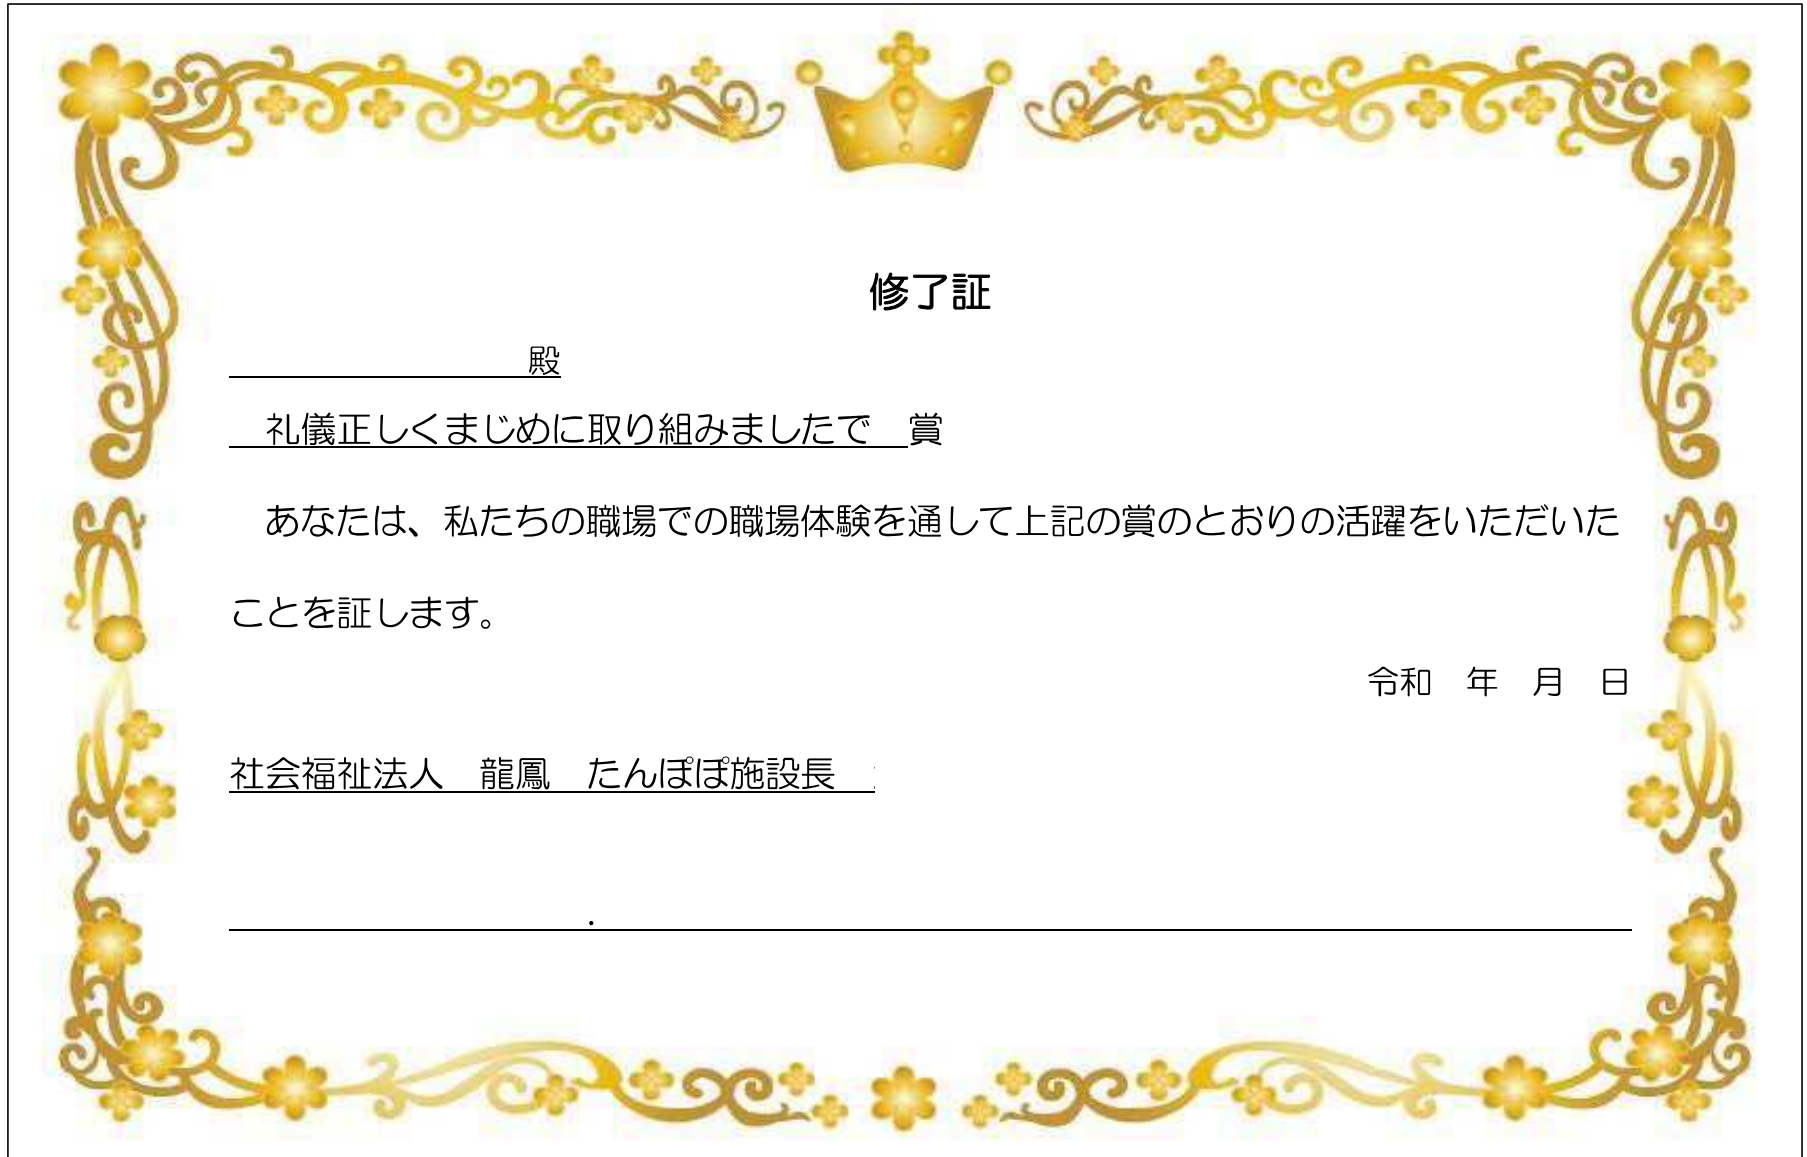 修了証
殿
礼儀正しくまじめに取り組みましたで　賞
あなたは、私たちの職場での職場体験を通して上記の賞のとおりの活躍をいただいた
ことを証します。
令和　年　月　日
社会福祉法人　龍鳳　たんぽぽ施設長
.